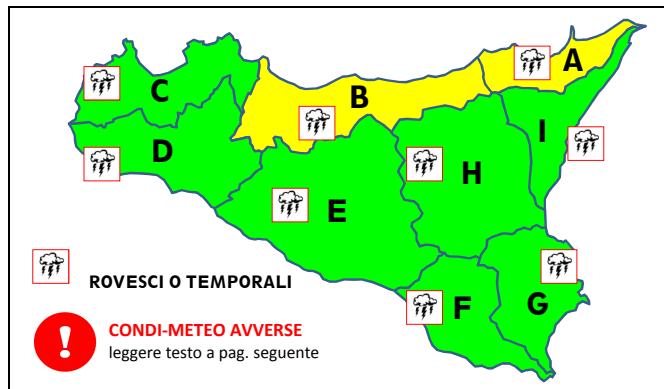 A
B
C
I
D
H
E
ROVESCI O TEMPORALI
F
G
CONDI-METEO AVVERSE
leggere testo a pag. seguente
!